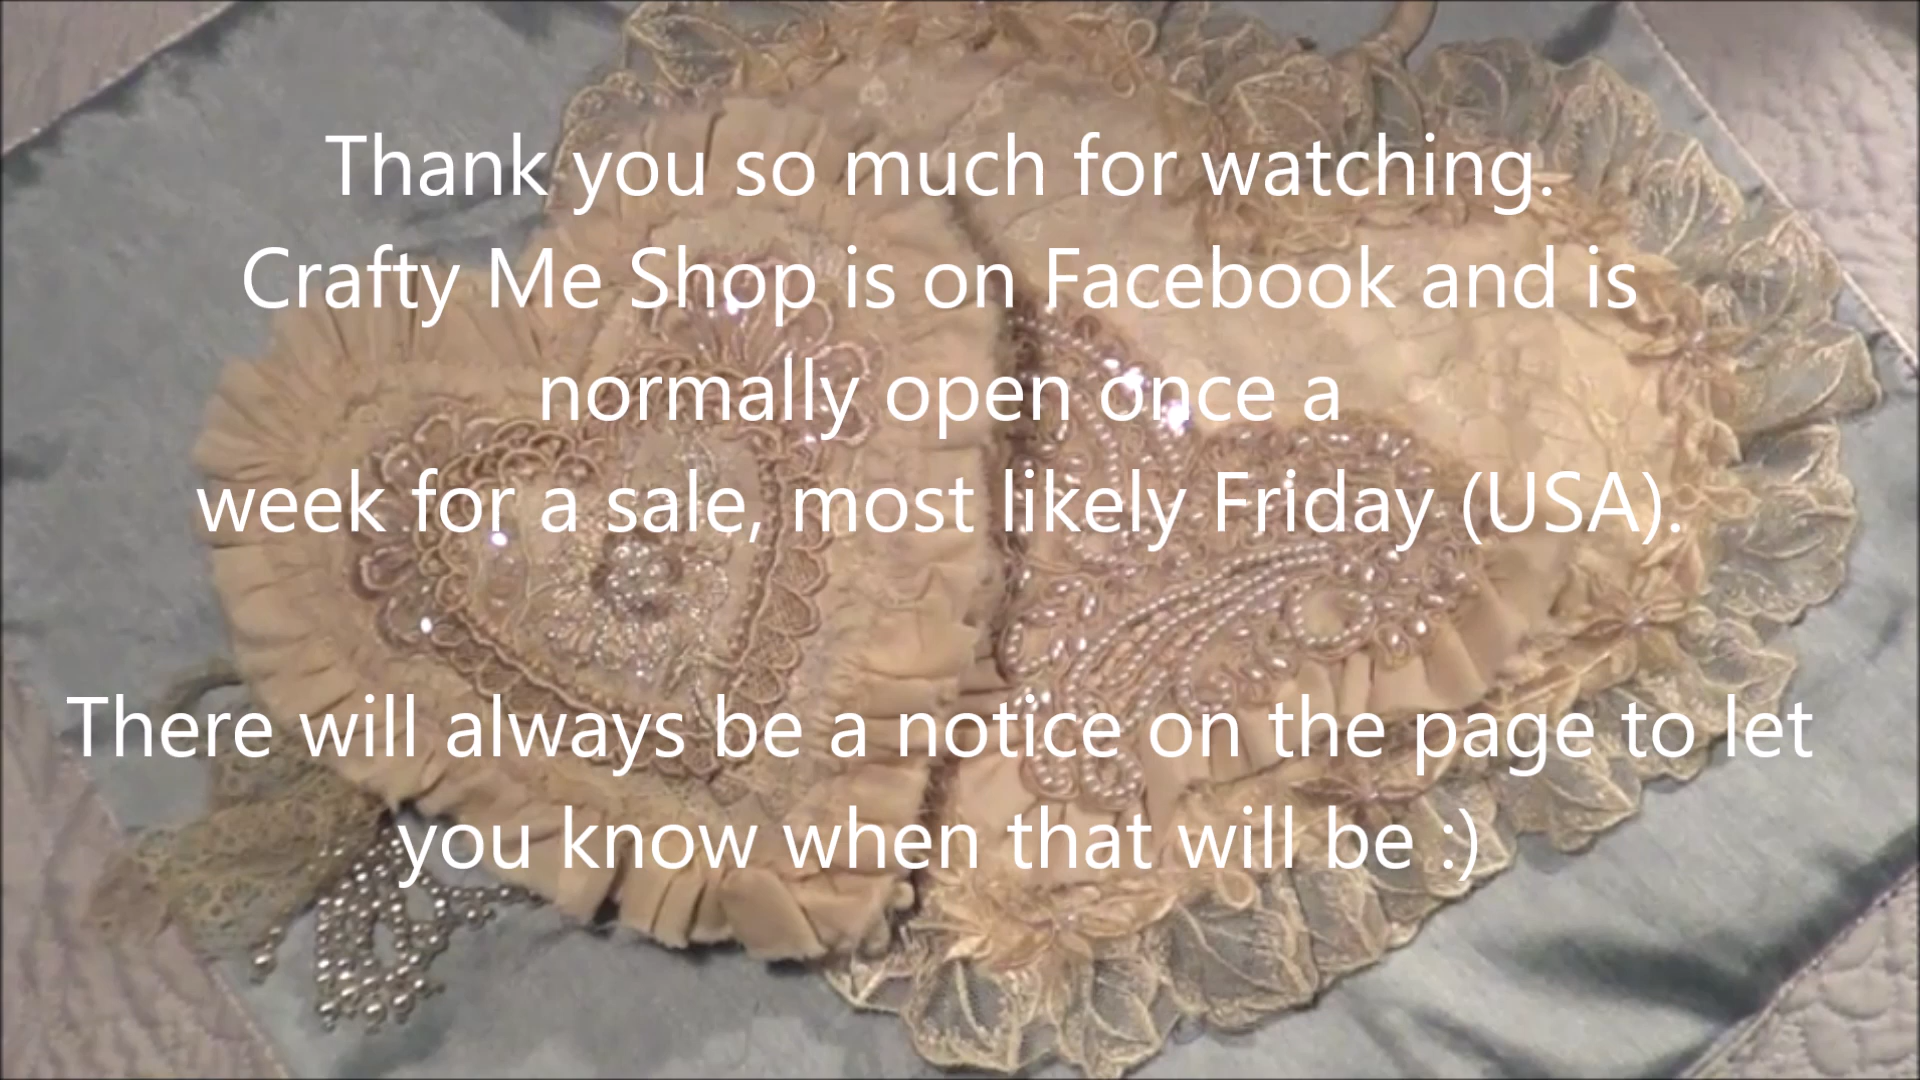 Thank you so much for watching.
Crafty Me Shop is on Facebook and is
normally open once a
week for a sale, most likely Friday (USA).
There will always be a notice on the page to let
you know when that will be :)